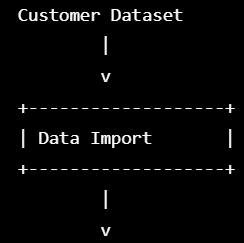 Customer Dataset
|
v
+-------------------+
| Data Import       |
+-------------------+
|
v